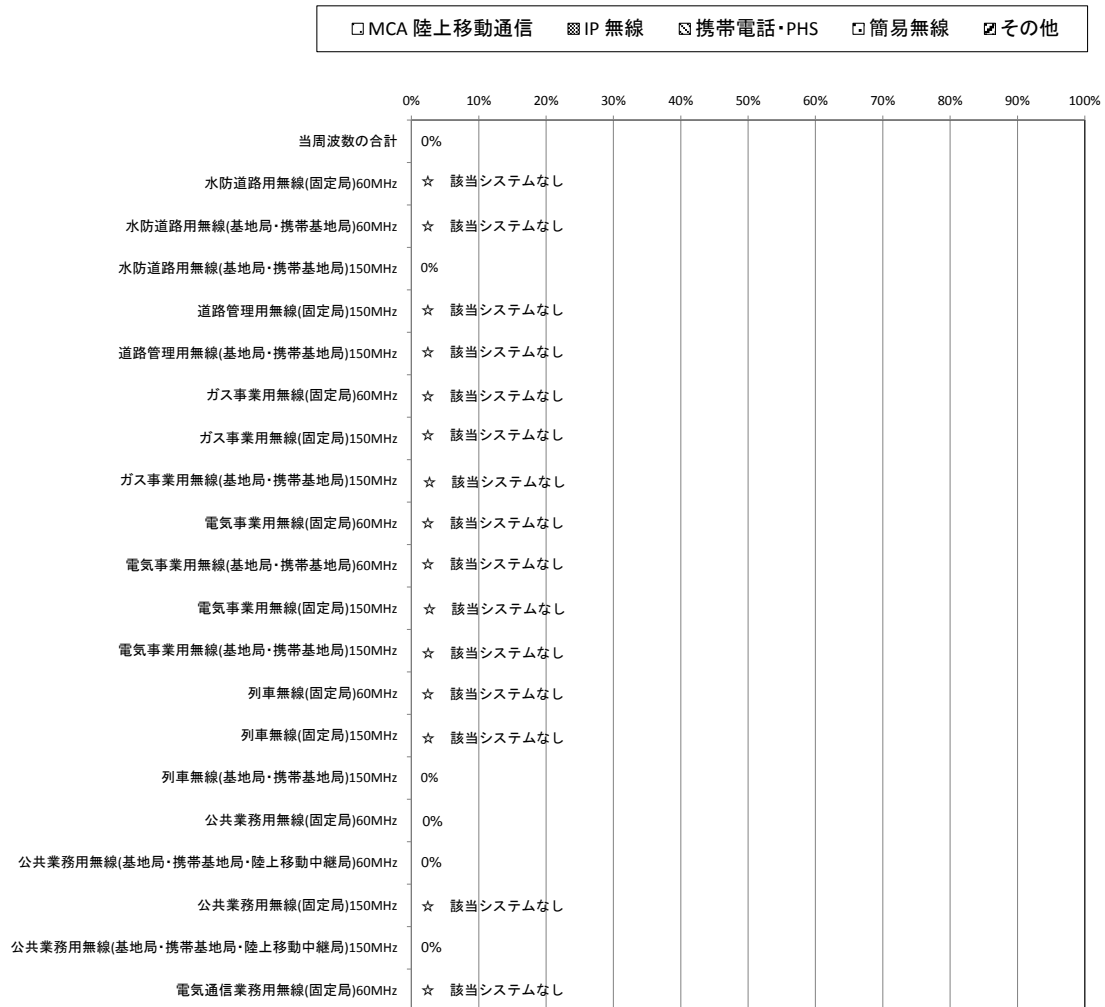 MCA 陸上移動通信 IP 無線 携帯電話・PHS 簡易無線 その他
0% 10% 20% 30% 40% 50% 60% 70% 80% 90% 100%
当周波数の合計 0%
水防道路用無線(固定局)60MHz ☆ 該当システムなし
水防道路用無線(基地局・携帯基地局)60MHz ☆ 該当システムなし
水防道路用無線(基地局・携帯基地局)150MHz 0%
道路管理用無線(固定局)150MHz ☆ 該当システムなし
道路管理用無線(基地局・携帯基地局)150MHz ☆ 該当システムなし
ガス事業用無線(固定局)60MHz ☆ 該当システムなし
ガス事業用無線(固定局)150MHz ☆ 該当システムなし
ガス事業用無線(基地局・携帯基地局)150MHz ☆ 該当システムなし
電気事業用無線(固定局)60MHz ☆ 該当システムなし
電気事業用無線(基地局・携帯基地局)60MHz ☆ 該当システムなし
電気事業用無線(固定局)150MHz ☆ 該当システムなし
電気事業用無線(基地局・携帯基地局)150MHz ☆ 該当システムなし
列車無線(固定局)60MHz ☆ 該当システムなし
列車無線(固定局)150MHz ☆ 該当システムなし
列車無線(基地局・携帯基地局)150MHz 0%
公共業務用無線(固定局)60MHz 0%
公共業務用無線(基地局・携帯基地局・陸上移動中継局)60MHz 0%
公共業務用無線(固定局)150MHz ☆ 該当システムなし
公共業務用無線(基地局・携帯基地局・陸上移動中継局)150MHz 0%
電気通信業務用無線(固定局)60MHz ☆ 該当システムなし